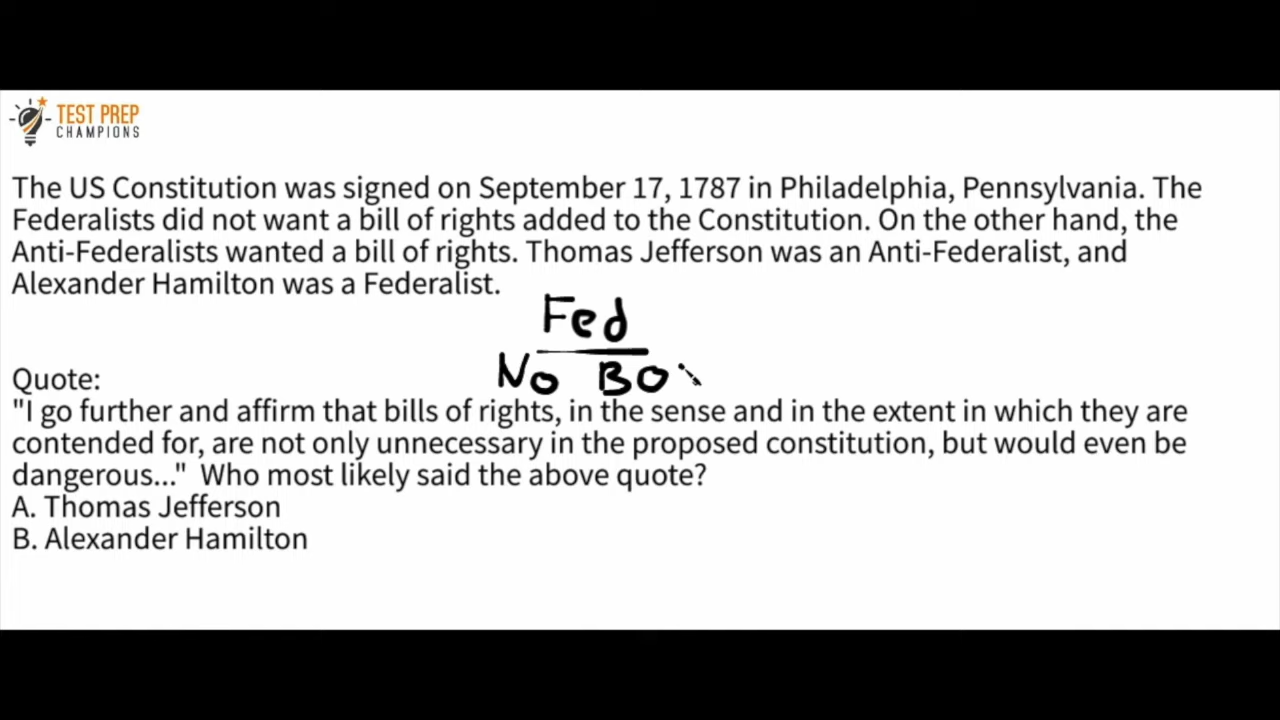 TEST PREP
CHAMPIONS
The US Constitution was signed on September 17, 1787 in Philadelphia, Pennsylvania. The
Federalists did not want a bill of rights added to the Constitution. On the other hand, the
Anti-Federalists wanted a bill of rights. Thomas Jefferson was an Anti-Federalist, and
Alexander Hamilton was a Federalist.
Fed
No BO
Quote:
"I go further and affirm that bills of rights, in the sense and in the extent in which they are
contended for, are not only unnecessary in the proposed constitution, but would even be
dangerous..." Who most likely said the above quote?
A. Thomas Jefferson
B. Alexander Hamilton